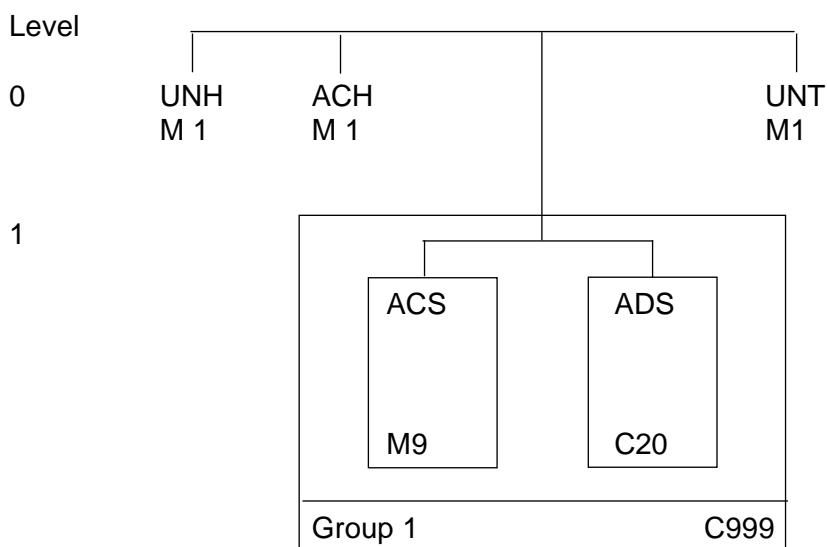 Level
0 UNH ACH UNT
M 1 M 1 M1
1
ACS ADS
M9 C20
Group 1 C999